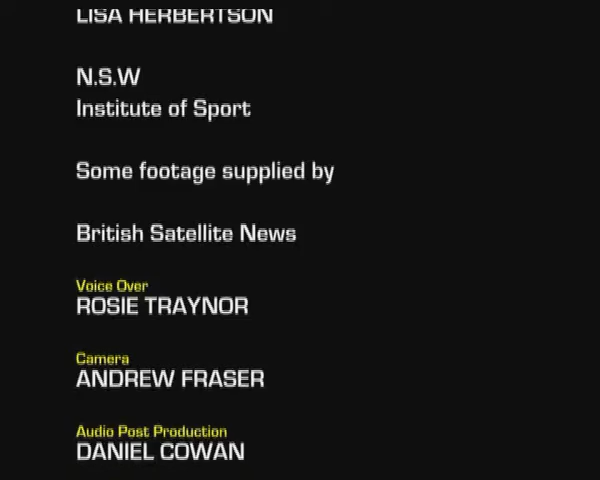 LISA HERBERTSON
N.S.W
Institute of Sport
Some footage supplied by
British Satellite News
Voice Over
ROSIE TRAYNOR
Camera
ANDREW FRASER
Audio Post Production
DANIEL COWAN